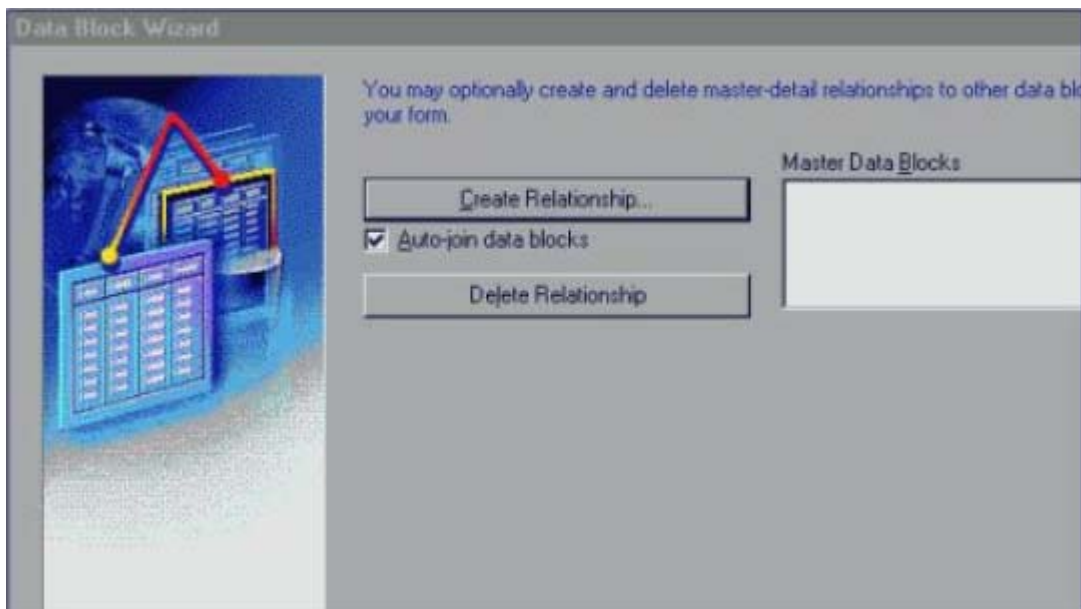 Data Block Wizard
You may optionally create and delete master-detail relationships to other data
your form.
Create Relationship...
Master Data Blocks
Auto-join data blocks
Delete Relationship